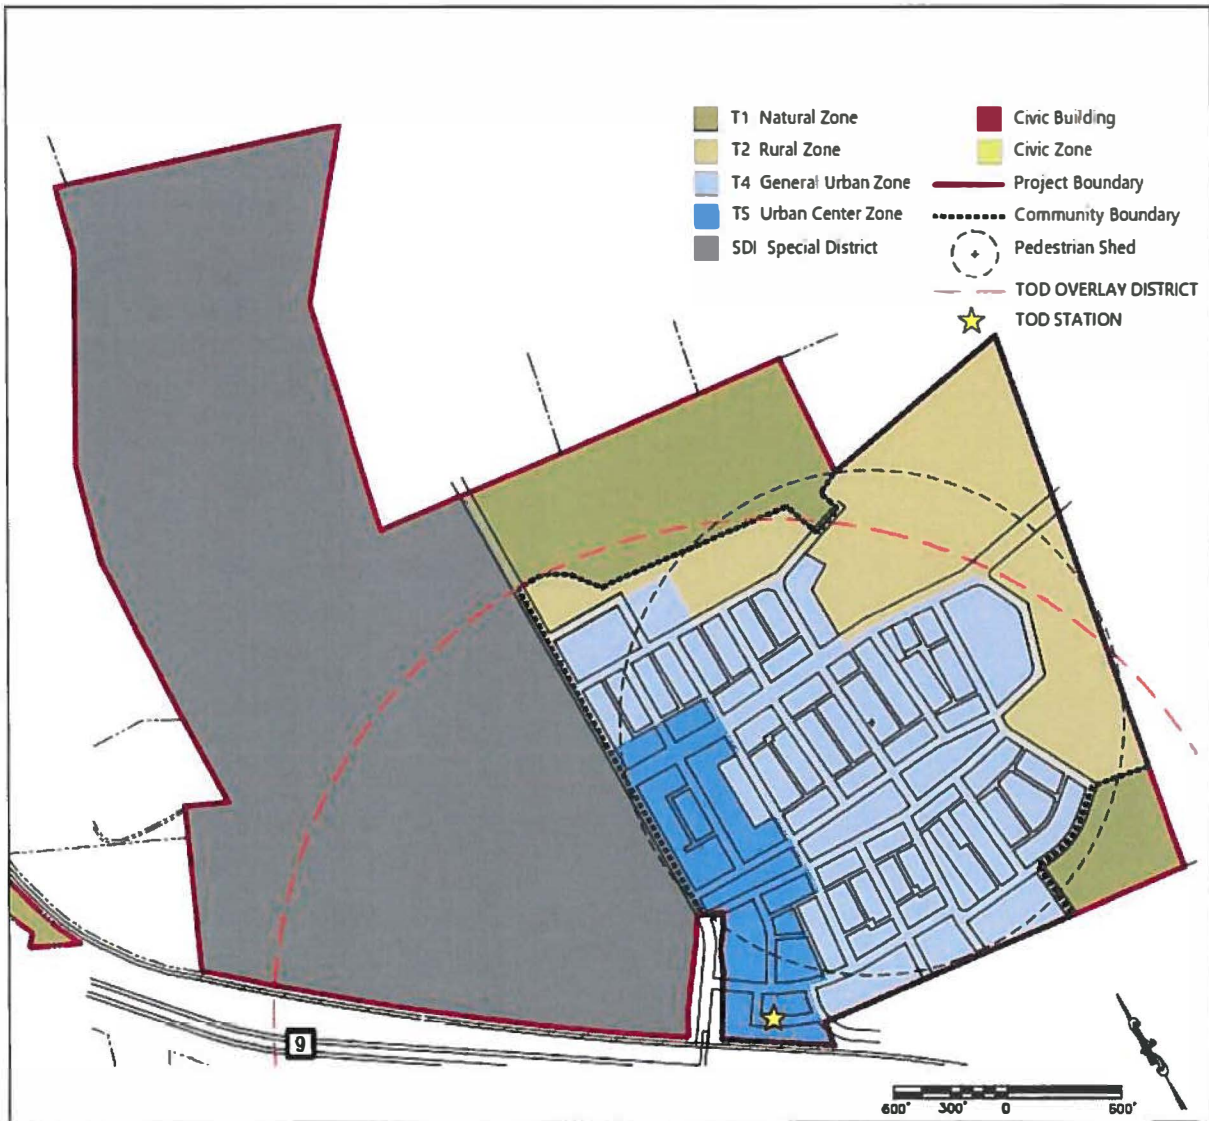 T1 Natural Zone
T2 Rural Zone
T4 General Urban Zone
T5 Urban Center Zone
SDI Special District
Civic Building
Civic Zone
Project Boundary
Community Boundary
Pedestrian Shed
TOD OVERLAY DISTRICT
TOD STATION
9
600' 300' 0 500'